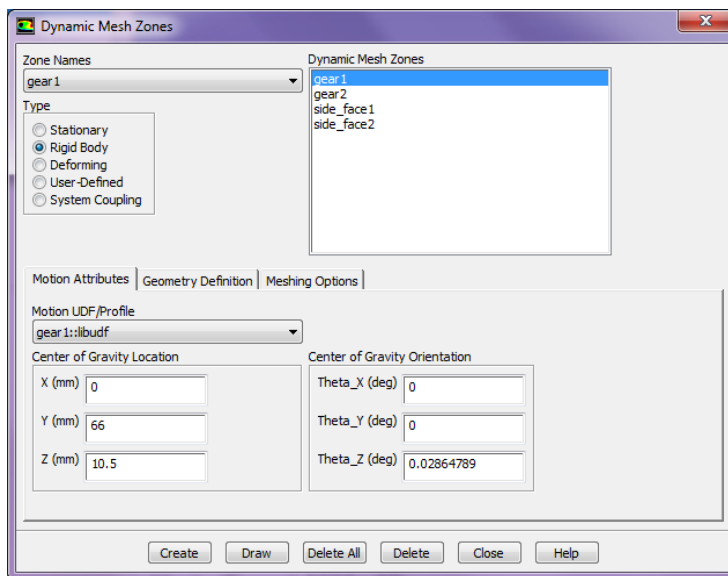 Dynamic Mesh Zones
Zone Names
gear1
Type
Stationary
Rigid Body
Deforming
User-Defined
System Coupling
Dynamic Mesh Zones
gear1
gear2
side_face1
side_face2
Motion Attributes
Geometry Definition
Meshing Options
Motion UDF/Profile
gear1::libudf
Center of Gravity Location
X (mm) 0
Y (mm) 66
Z (mm) 10.5
Center of Gravity Orientation
Theta_X (deg) 0
Theta_Y (deg) 0
Theta_Z (deg) 0.02864789
Create Draw Delete All Delete Close Help